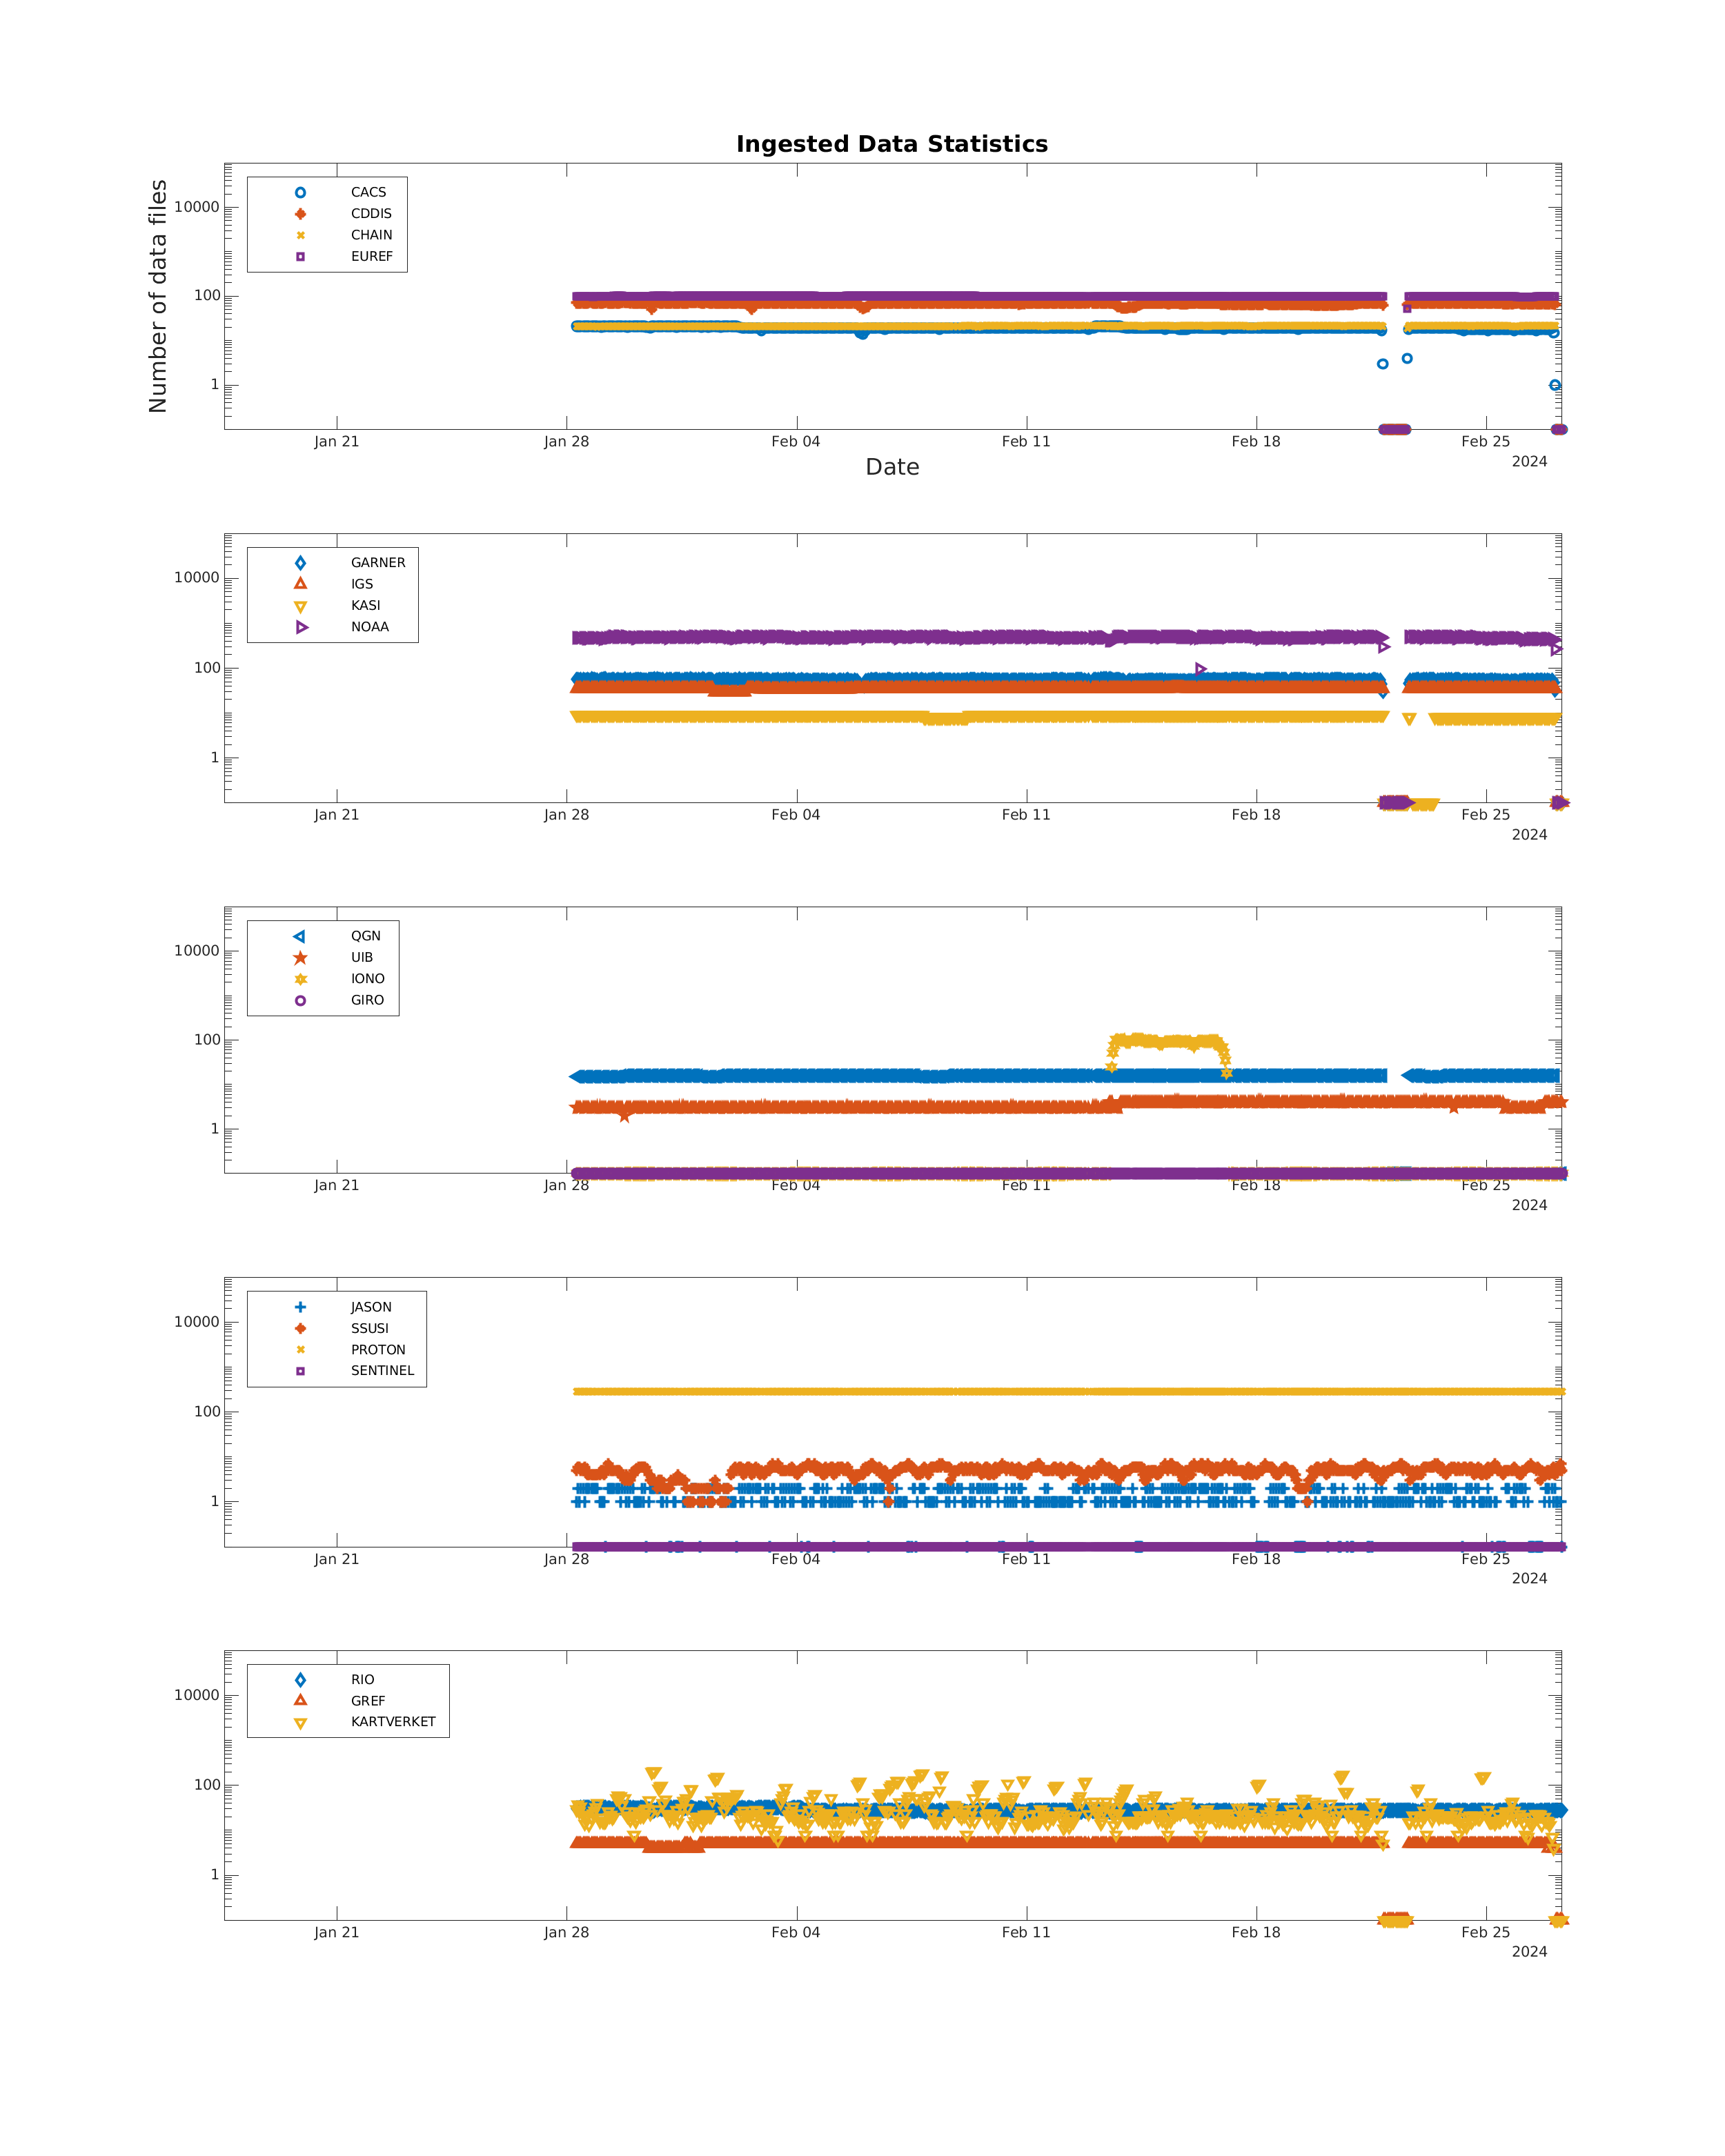 Ingested Data Statistics
Number of data files
CACS
CDDIS
CHAIN
EUREF
10000
100
1
Jan 21 Jan 28 Feb 04 Feb 11 Feb 18 Feb 25
2024
Date
GARNER
IGS
KASI
NOAA
10000
100
1
Jan 21 Jan 28 Feb 04 Feb 11 Feb 18 Feb 25
2024
QGN
UIB
IONO
GIRO
10000
100
1
Jan 21 Jan 28 Feb 04 Feb 11 Feb 18 Feb 25
2024
JASON
SSUSI
PROTON
SENTINEL
10000
100
1
Jan 21 Jan 28 Feb 04 Feb 11 Feb 18 Feb 25
2024
RIO
GREF
KARTVERKET
10000
100
1
Jan 21 Jan 28 Feb 04 Feb 11 Feb 18 Feb 25
2024